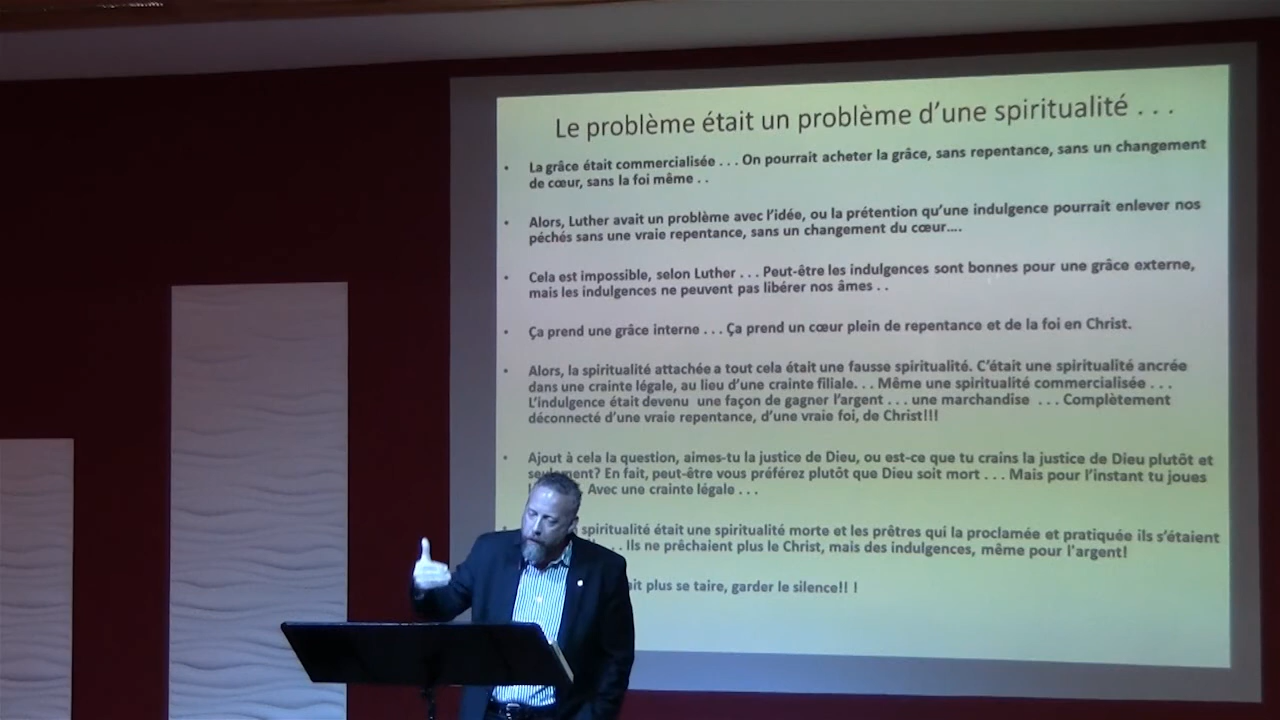 Le problème était un problème d'une spiritualité . . .
• La grâce était commercialisée . . . On pourrait acheter la grâce, sans repentance, sans un changement
de cœur, sans la foi même . .
• Alors, Luther avait un problème avec l'idée, ou la prétention qu'une indulgence pourrait enlever nos
péchés sans une vraie repentance, sans un changement du cœur....
• Cela est impossible, selon Luther . . . Peut-être les indulgences sont bonnes pour une grâce externe,
mais les indulgences ne peuvent pas libérer nos âmes . .
• Ça prend une grâce interne . . . Ça prend un cœur plein de repentance et de la foi en Christ.
• Alors, la spiritualité attachée a tout cela était une fausse spiritualité. C'était une spiritualité ancrée
dans une crainte légale, au lieu d'une crainte filiale. . . Même une spiritualité commercialisée . . .
L'indulgence était devenu une façon de gagner l'argent . . . une marchandise . . . Complètement
déconnecté d'une vraie repentance, d'une vraie foi, de Christ!!!
• Ajout à cela la question, aimes-tu la justice de Dieu, ou est-ce que tu crains la justice de Dieu plutôt et
seulement? En fait, peut-être vous préférez plutôt que Dieu soit mort . . . Mais pour l'instant tu joues
Avec une crainte légale . . .
spiritualité était une spiritualité morte et les prêtres qui la proclamée et pratiquée ils s'étaient
. . Ils ne prêchaient plus le Christ, mais des indulgences, même pour l'argent!
plus se taire, garder le silence!! !